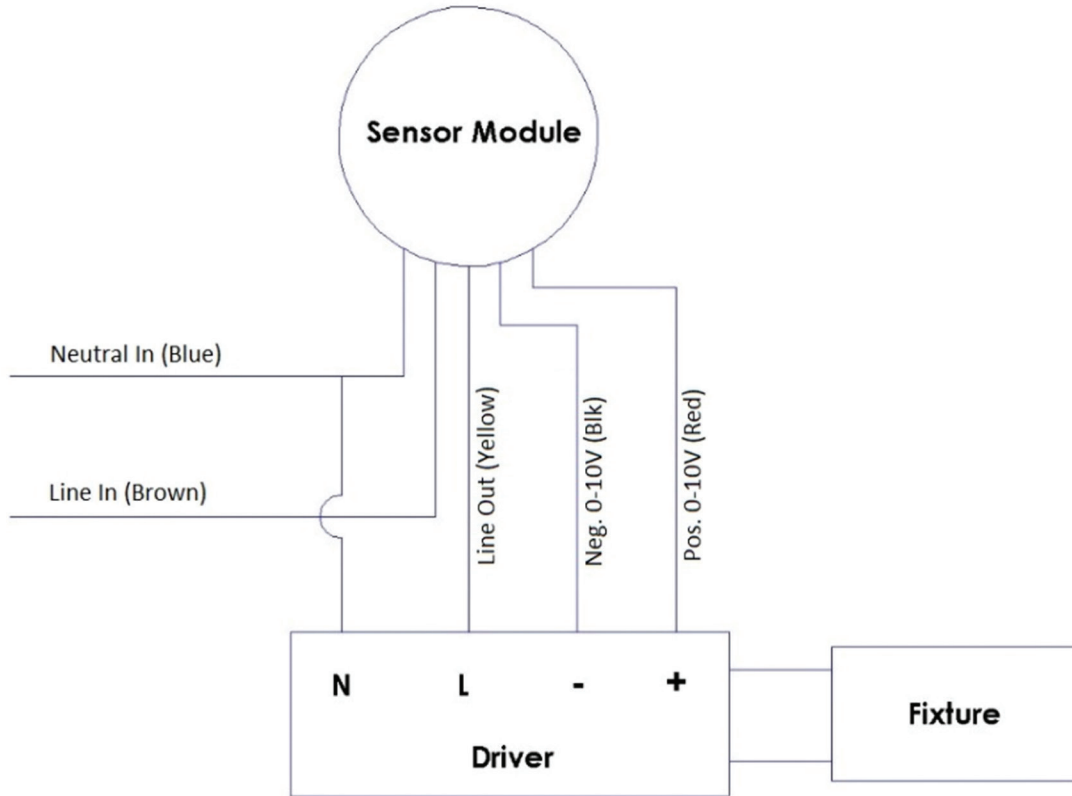 Sensor Module
Neutral In (Blue)
Line In (Brown)
Line Out (Yellow)
Neg. 0-10V (Blk)
Pos. 0-10V (Red)
N
L
-
+
Driver
Fixture